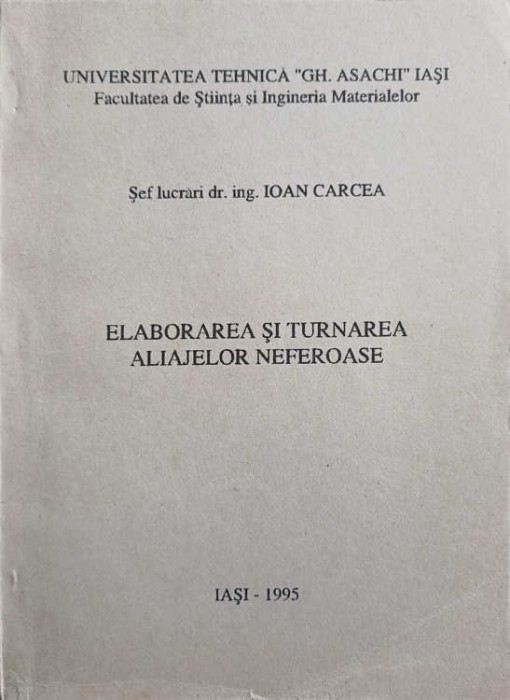 UNIVERSITATEA TEHNICĂ "GH. ASACHI" IAŞI
Facultatea de Ştiinţa şi Ingineria Materialelor
Şef lucrări dr. ing. IOAN CARCEA
ELABORAREA ŞI TURNAREA
ALIAJELOR NEFEROASE
IAŞI - 1995